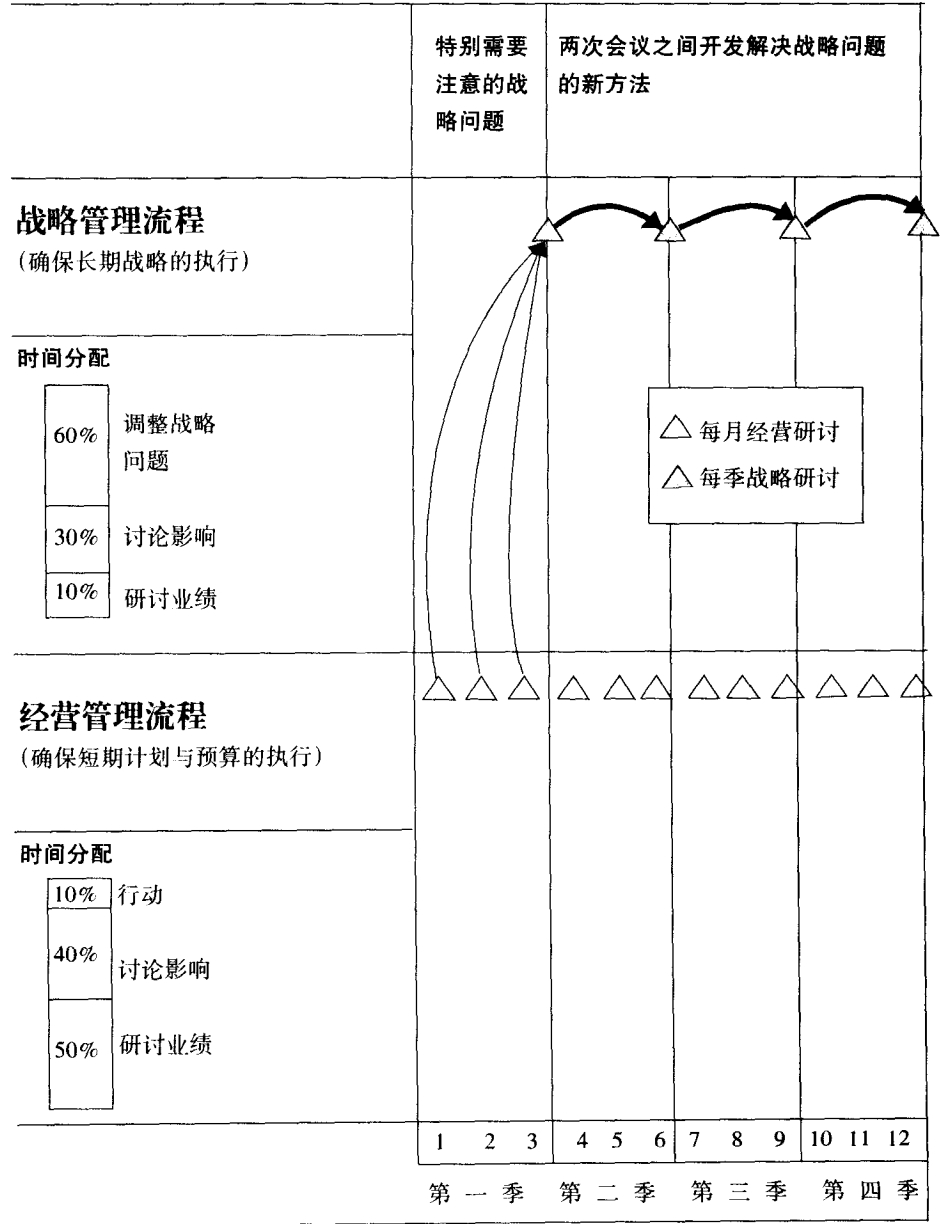 特别需要
注意的战
略问题
两次会议之间开发解决战略问题
的新方法
战略管理流程
(确保长期战略的执行)
时间分配
60% 调整战略
问题
30% 讨论影响
10% 研讨业绩
每月经营研讨
每季战略研讨
经营管理流程
(确保短期计划与预算的执行)
时间分配
10% 行动
40% 讨论影响
50% 研讨业绩
1 2 3 4 5 6 7 8 9 10 11 12
第一季 第二季 第三季 第四季